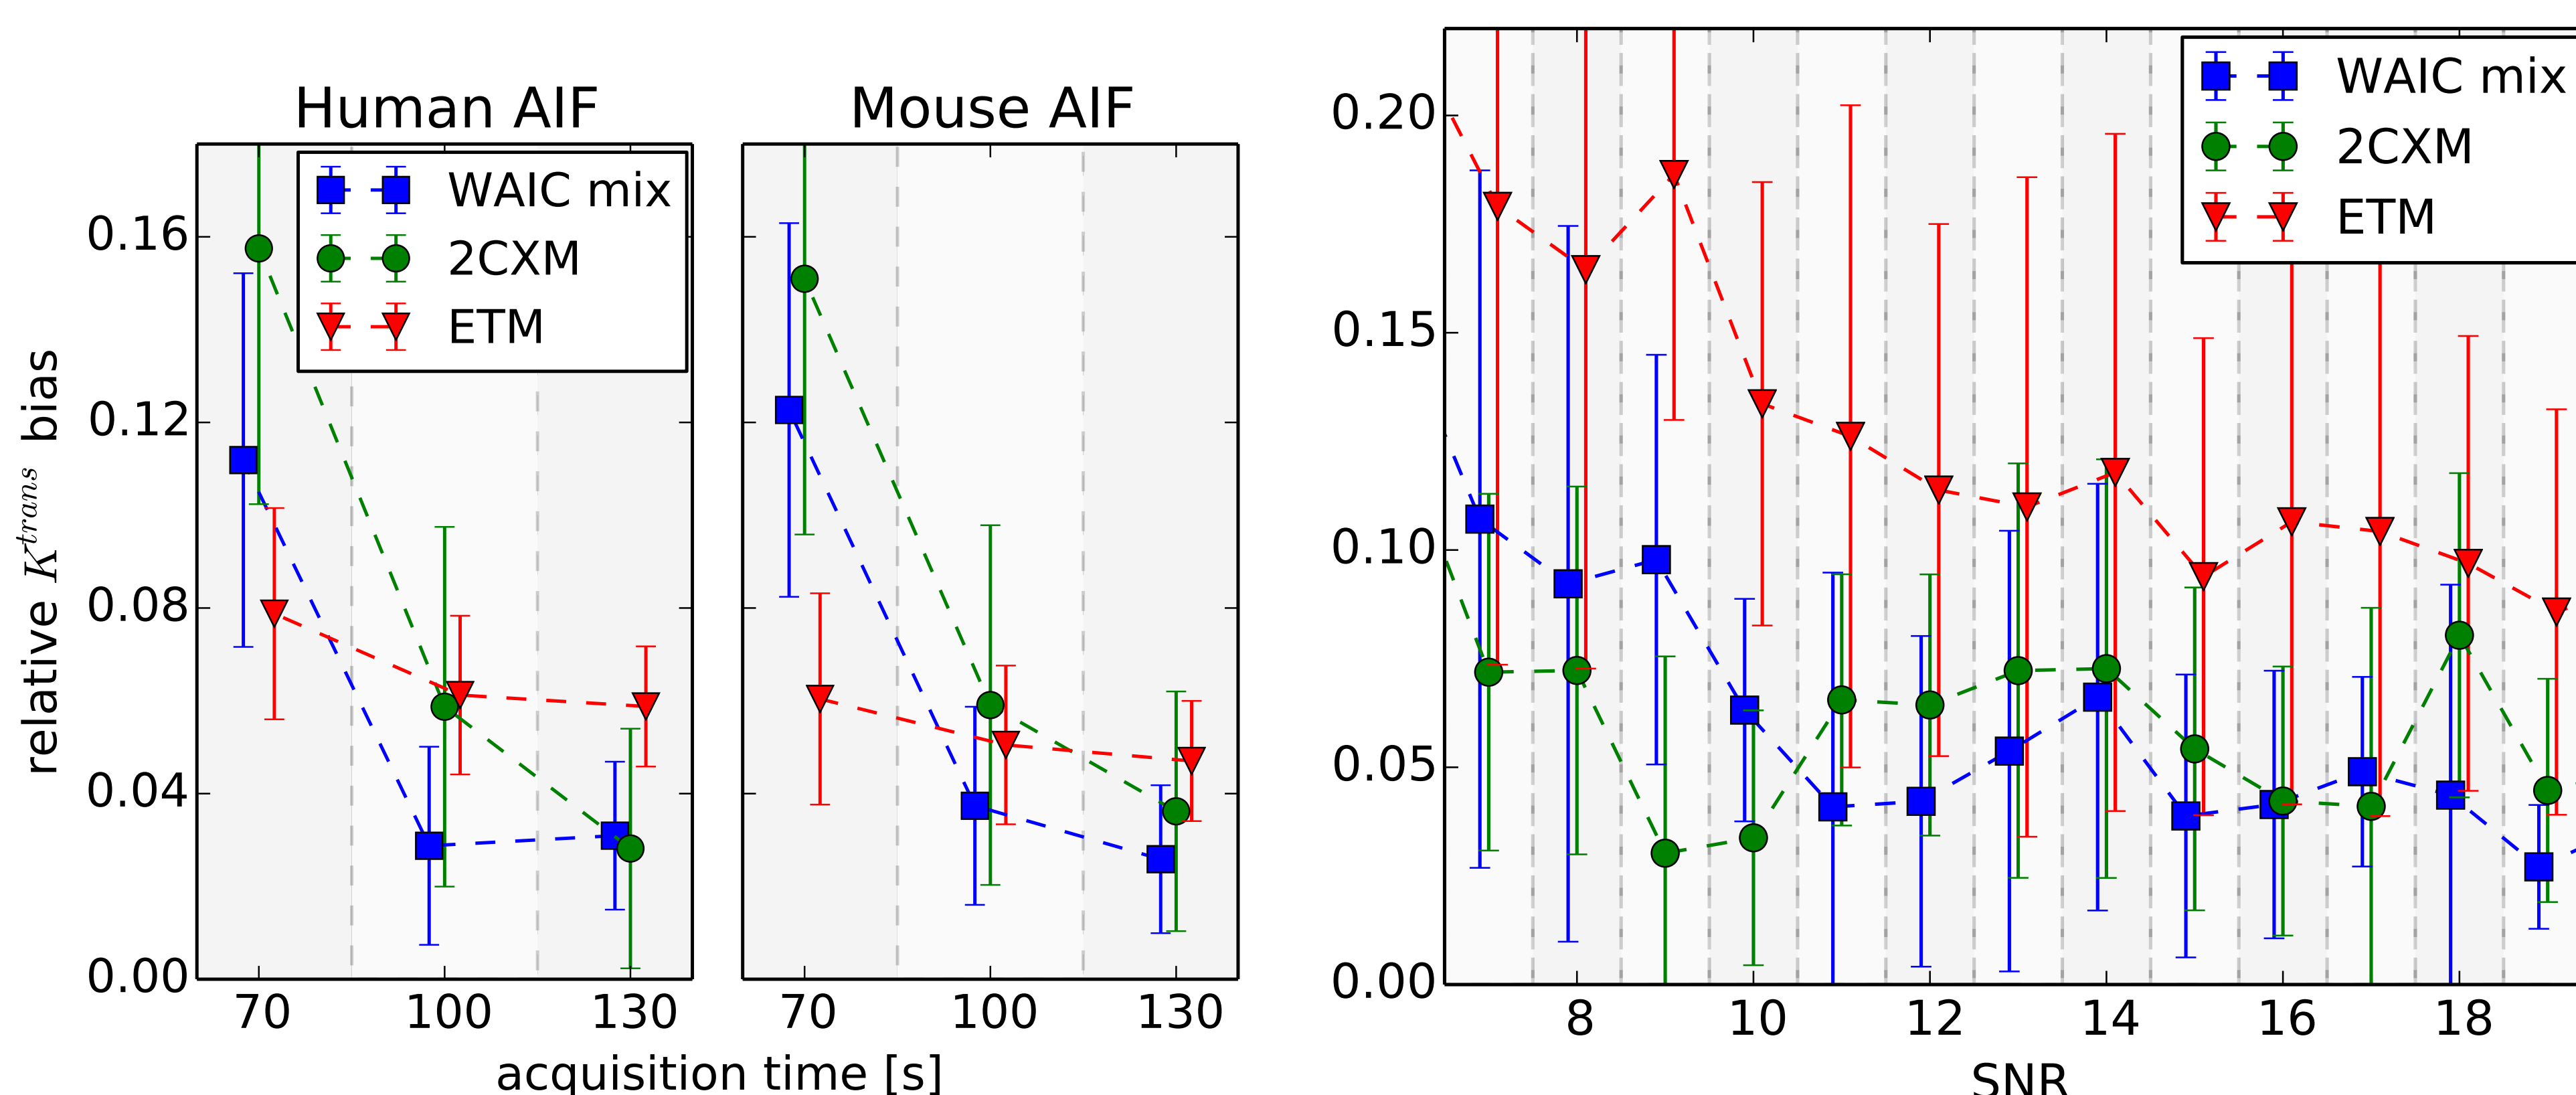 Human AIF
Mouse AIF
WAIC mix
2CXM
ETM
relative K^trans bias
0.16
0.12
0.08
0.04
0.00
70 100 130
70 100 130
acquisition time [s]
WAIC mix
2CXM
ETM
0.20
0.15
0.10
0.05
0.00
8 10 12 14 16 18
SNR